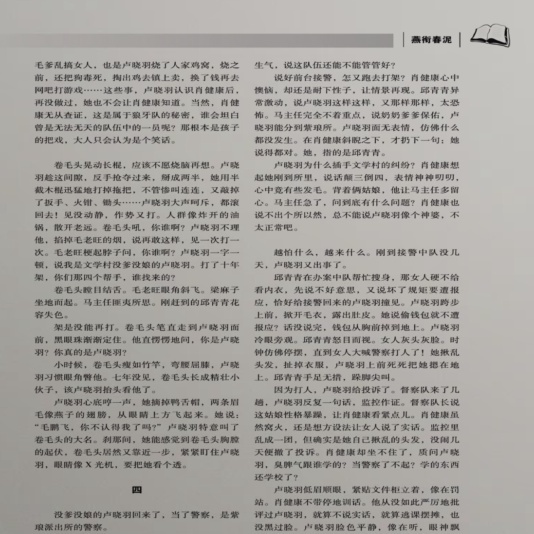 燕衔春泥
毛爹乱搞女人，也是卢晓羽烧了人家鸡窝，烧之
前，还把狗毒死，掏出鸡去镇上卖，换了钱再去
网吧打游戏……这些事，卢晓羽认识肖健康后，
再没做过，她也不会让肖健康知道。当然，肖健
康无从查证，这是属于狼牙队的秘密，谁会坦白
曾是无法无天的队伍中的一员呢？那根本是孩子
的把戏，大人只会认为是个笑话。
卷毛头晃动长棍，应该不愿烧脑再想。卢晓
羽趁这间隙，反手抢夺过来，掰成两半，她用半
截木棍迅猛地打掉拖把，不管惨叫连连，又敲掉
了扳手、火钳、锄头……卢晓羽大声呵斥，都滚
回去！见没动静，作势又打。人群像炸开的油
锅，散开老远。卷毛头吼，你谁啊？卢晓羽不理
他，掐掉毛老旺的烟，说再敢这样，见一次打一
次。毛老旺梗起脖子问，你谁啊？卢晓羽一字一
顿，说我是文学村没爹没娘的卢晓羽。打了十年
架，你们那四个帮手，谁找来的？
卷毛头瞠目结舌。毛老旺眼角斜飞。梁麻子
坐地而起。马主任匪夷所思。刚赶到的邱青青花
容失色。
架是没能再打。卷毛头笔直走到卢晓羽面
前，黑眼珠渐渐定住。他直愣愣地问，你是卢晓
羽？你真的是卢晓羽？
小时候，卷毛头瘦如竹竿，弯腰屈膝，卢晓
羽习惯眼角瞥他。七年没见，卷毛头长成精壮小
伙子，该卢晓羽抬头看他了。
卢晓羽心底哼一声，她摘掉鸭舌帽，两条眉
毛像燕子的翅膀，从眼睛上方飞起来。她说：
“毛鹏飞，你不认得我了吗？”卢晓羽特意叫了
卷毛头的大名。刹那间，她能感觉到卷毛头胸脯
的起伏，卷毛头居然又靠近一步，紧紧盯住卢晓
羽，眼睛像 X 光机，要把她看个透。
四
没爹没娘的卢晓羽回来了，当了警察，是紫
琅派出所的警察。
生气，说这队伍还能不能管管好？
说好前台接警，怎又跑去打架？肖健康心中
懊恼，却还是耐下性子，让情景再现。邱青青异
常激动，说卢晓羽这样这样，又那样那样，太恐
怖。马主任完全不着重点，说奶奶爹爹保佑，卢晓
羽能分到紫琅所。卢晓羽面无表情，仿佛什么
都没发生。在肖健康斜睨之下，才扔下一句：她
说得都对。她，指的是邱青青。
卢晓羽为什么插手文学村的纠纷？肖健康想
起她刚到所里，说话颠三倒四，表情神神叨叨，
心中竟有些发毛。背着俩姑娘，他让马主任多留
心。马主任急了，问到底有什么问题？肖健康也
说不出个所以然，总不能说卢晓羽像个神婆，不
太正常吧。
越怕什么，越来什么。刚到接警中队没几
天，卢晓羽又出事了。
邱青青在办案中队帮忙搜身，那女人硬不给
看内衣，先说不好意思，又说坏了规矩要遭报
应，恰好给接警回来的卢晓羽撞见。卢晓羽跨步
上前，掀开毛衣，露出肚皮。她说偷钱包就不遭
报应？话没说完，钱包从胸前掉到地上。卢晓羽
冷眼旁观。邱青青怒目而视。女人灰头灰脸。时
钟仿佛停摆，直到女人大喊警察打人了！她揪乱
头发，扯掉衣服，卢晓羽上前死死把她摁在地
上。邱青青手足无措，跺脚尖叫。
因为打人，卢晓羽给投诉了。督察队来了几
趟，卢晓羽反复一句话，监控作证。督察队长说
这姑娘性格暴躁，让肖健康看紧点儿。肖健康虽
然窝火，还是想方设法让女人说了实话。监控里
乱成一团，但确实是她自己揪乱的头发，没闹几
天便撤了投诉。肖健康却坐不住了，质问卢晓
羽，臭脾气跟谁学的？当警察了不起？学的东西
还学校了？
卢晓羽低眉顺眼，紧贴文件柜立着，像在罚
站。肖健康不带停地训话。他从没如此严厉地批
评过卢晓羽，就算不说实话，就算逃课摆摊，也
没黑过脸。卢晓羽脸色平静，像在听，眼神飘